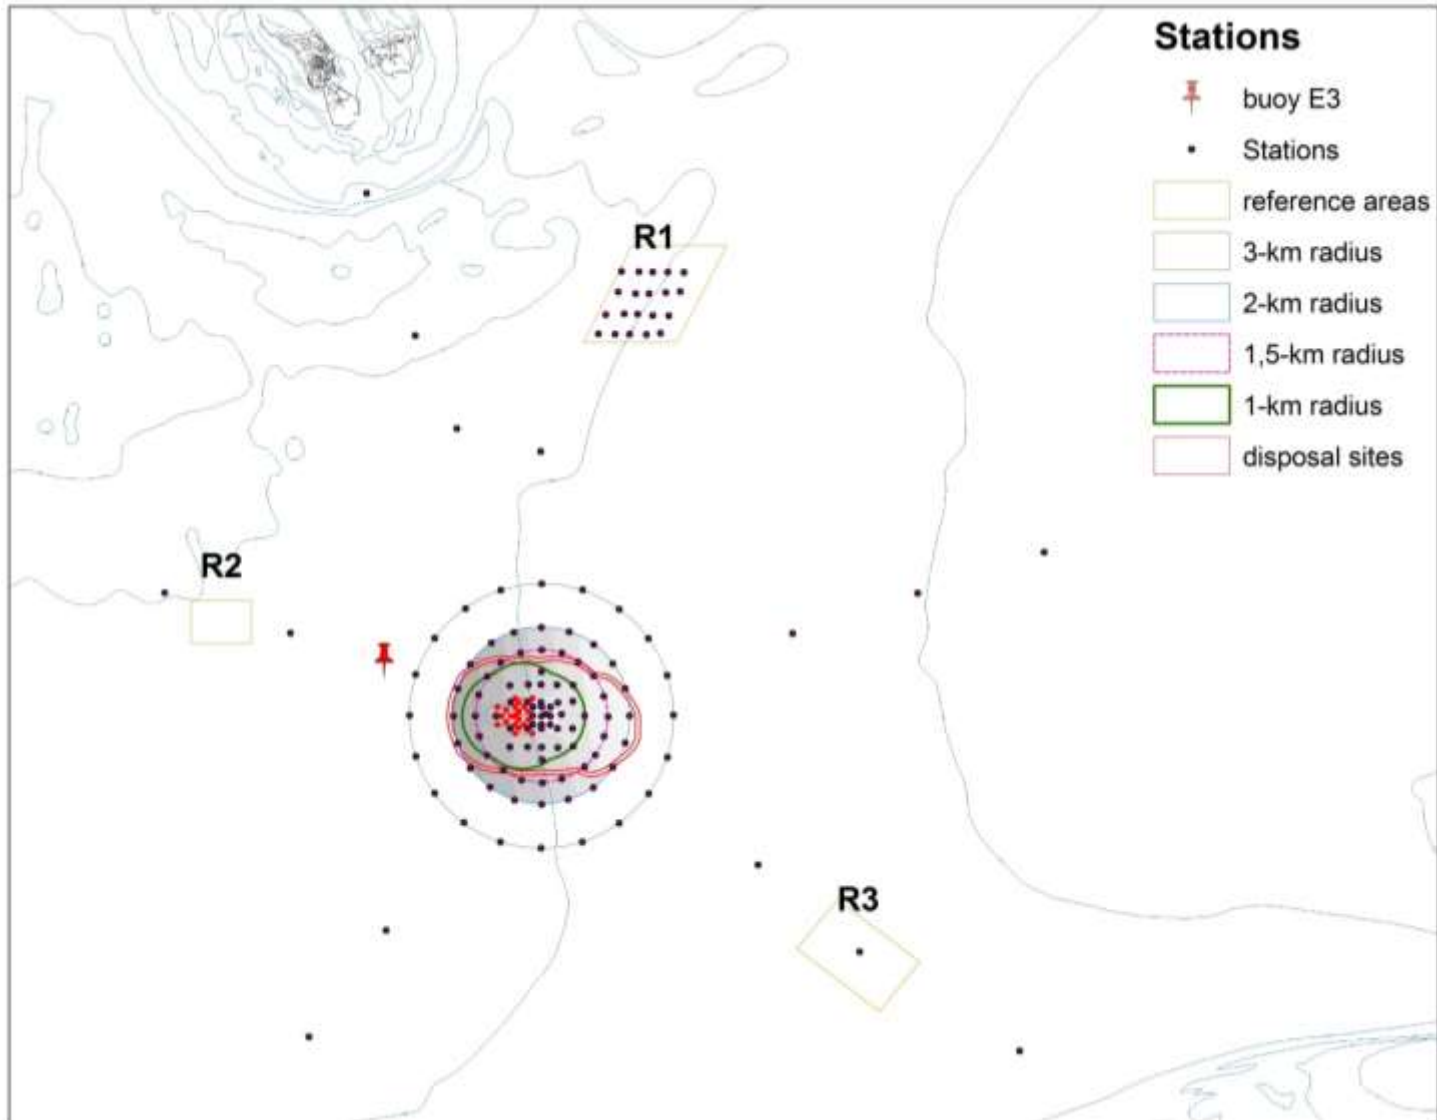 Stations
buoy E3
Stations
reference areas
3-km radius
2-km radius
1,5-km radius
1-km radius
disposal sites
R1
R2
R3